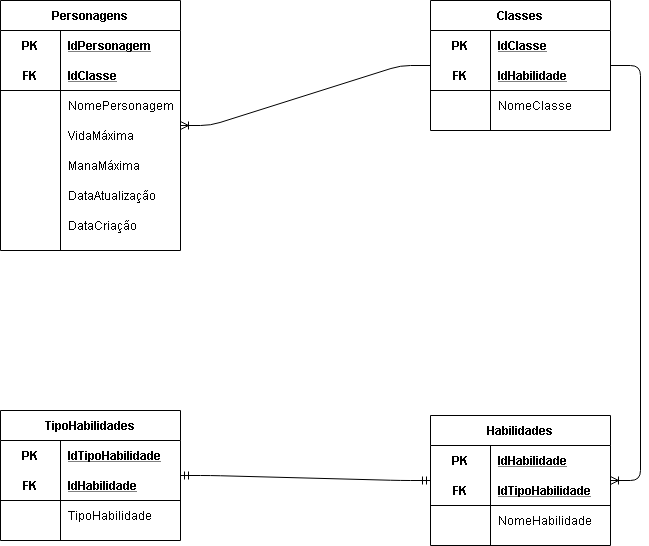 Personagens
PK IdPersonagem
FK IdClasse
NomePersonagem
VidaMáxima
ManaMáxima
DataAtualização
DataCriação
Classes
PK IdClasse
FK IdHabilidade
NomeClasse
TipoHabilidades
PK IdTipoHabilidade
FK IdHabilidade
TipoHabilidade
Habilidades
PK IdHabilidade
FK IdTipoHabilidade
NomeHabilidade